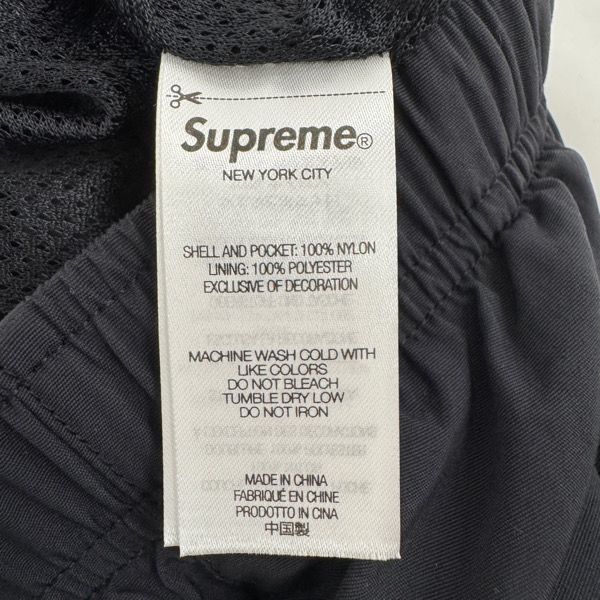 Supreme®
NEW YORK CITY
SHELL AND POCKET: 100% NYLON
LINING: 100% POLYESTER
EXCLUSIVE OF DECORATION
MACHINE WASH COLD WITH
LIKE COLORS
DO NOT BLEACH
TUMBLE DRY LOW
DO NOT IRON
MADE IN CHINA
FABRIQUÉ EN CHINE
PRODOTTO IN CINA
中国製